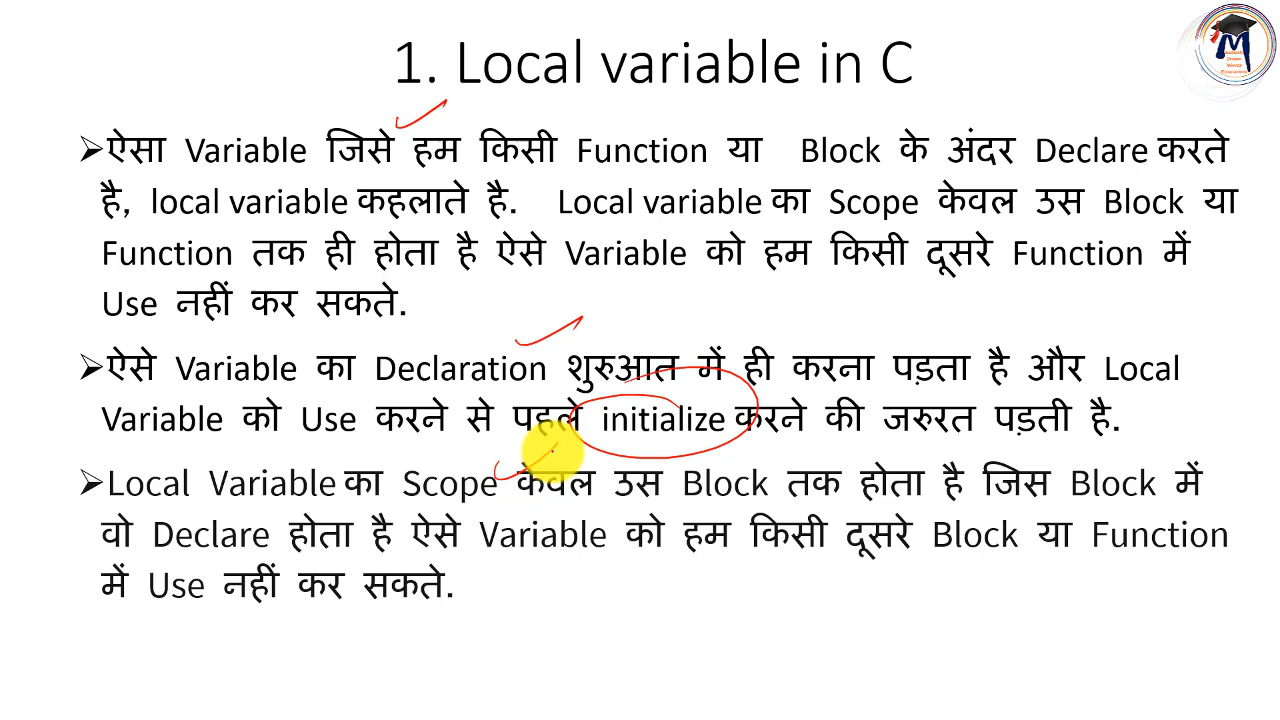 1. Local variable in C
➢ऐसा Variable जिसे हम किसी Function या Block के अंदर Declare करते
है, local variable कहलाते है. Local variable का Scope केवल उस Block या
Function तक ही होता है ऐसे Variable को हम किसी दूसरे Function में
Use नहीं कर सकते.
➢ऐसे Variable का Declaration शुरुआत में ही करना पड़ता है और Local
Variable को Use करने से पहले initialize करने की जरुरत पड़ती है.
➢Local Variable का Scope केवल उस Block तक होता है जिस Block में
वो Declare होता है ऐसे Variable को हम किसी दूसरे Block या Function
में Use नहीं कर सकते.